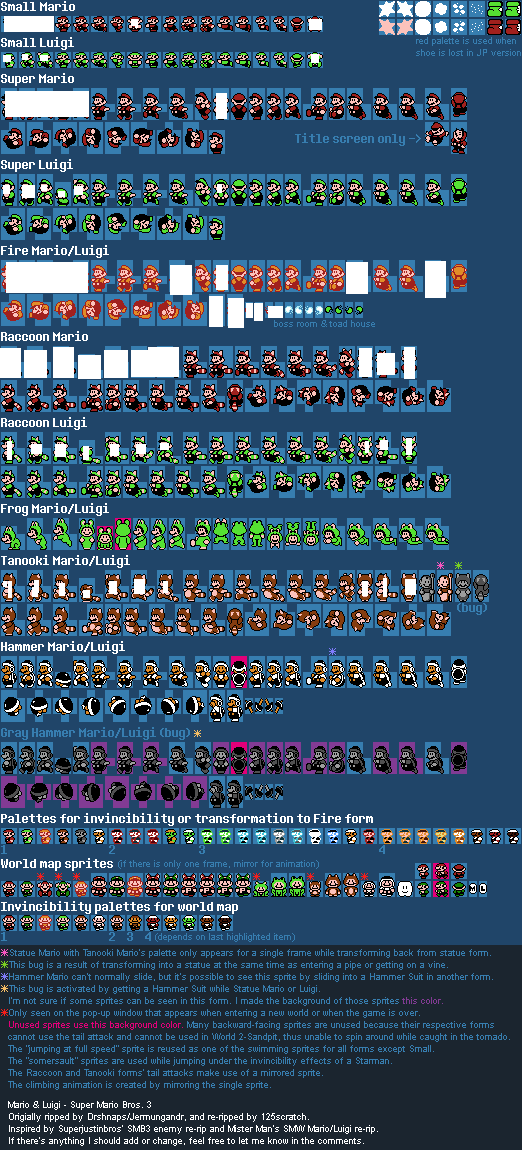 Small Mario
red palette is used when
shoe is lost in JP version
Small Luigi
Super Mario
Title screen only ->
Super Luigi
Fire Mario/Luigi
boss room & toad house
Raccoon Mario
Raccoon Luigi
Frog Mario/Luigi
Tanooki Mario/Luigi
(bug)
Hammer Mario/Luigi
Gray Hammer Mario/Luigi (bug)
Palettes for invincibility or transformation to Fire form
1 2 3 4
World map sprites (if there is only one frame, mirror for animation)
Invincibility palettes for world map
1 2 3 4 (depends on last highlighted item)
Statue Mario with Tanooki Mario's palette only appears for a single frame while transforming back from statue form.
This bug is a result of transforming into a statue at the same time as entering a pipe or getting on a vine.
Hammer Mario can't normally slide, but it's possible to see this sprite by sliding into a Hammer Suit in another form.
This bug is activated by getting a Hammer Suit while Statue Mario or Luigi.
I'm not sure if some sprites can be seen in this form. I made the background of those sprites this color.
Only seen on the pop-up window that appears when entering a new world or when the game is over.
Unused sprites use this background color. Many backward-facing sprites are unused because their respective forms
cannot use the tail attack and cannot be used in World 2-Sandpit, thus unable to spin around while caught in the tornado.
The "jumping at full speed" sprite is reused as one of the swimming sprites for all forms except Small.
The "somersault" sprites are used while jumping under the invincibility effects of a Starman.
The Raccoon and Tanooki forms' tail attacks make use of a mirrored sprite.
The climbing animation is created by mirroring the single sprite.
Mario & Luigi - Super Mario Bros. 3
Origially ripped by Drshnaps/Jermungandr, and re-ripped by 125scratch.
Inspired by Superjustinbros' SMB3 enemy re-rip and Mister Man's SMW Mario/Luigi re-rip.
If there's anything I should add or change, feel free to let me know in the comments.